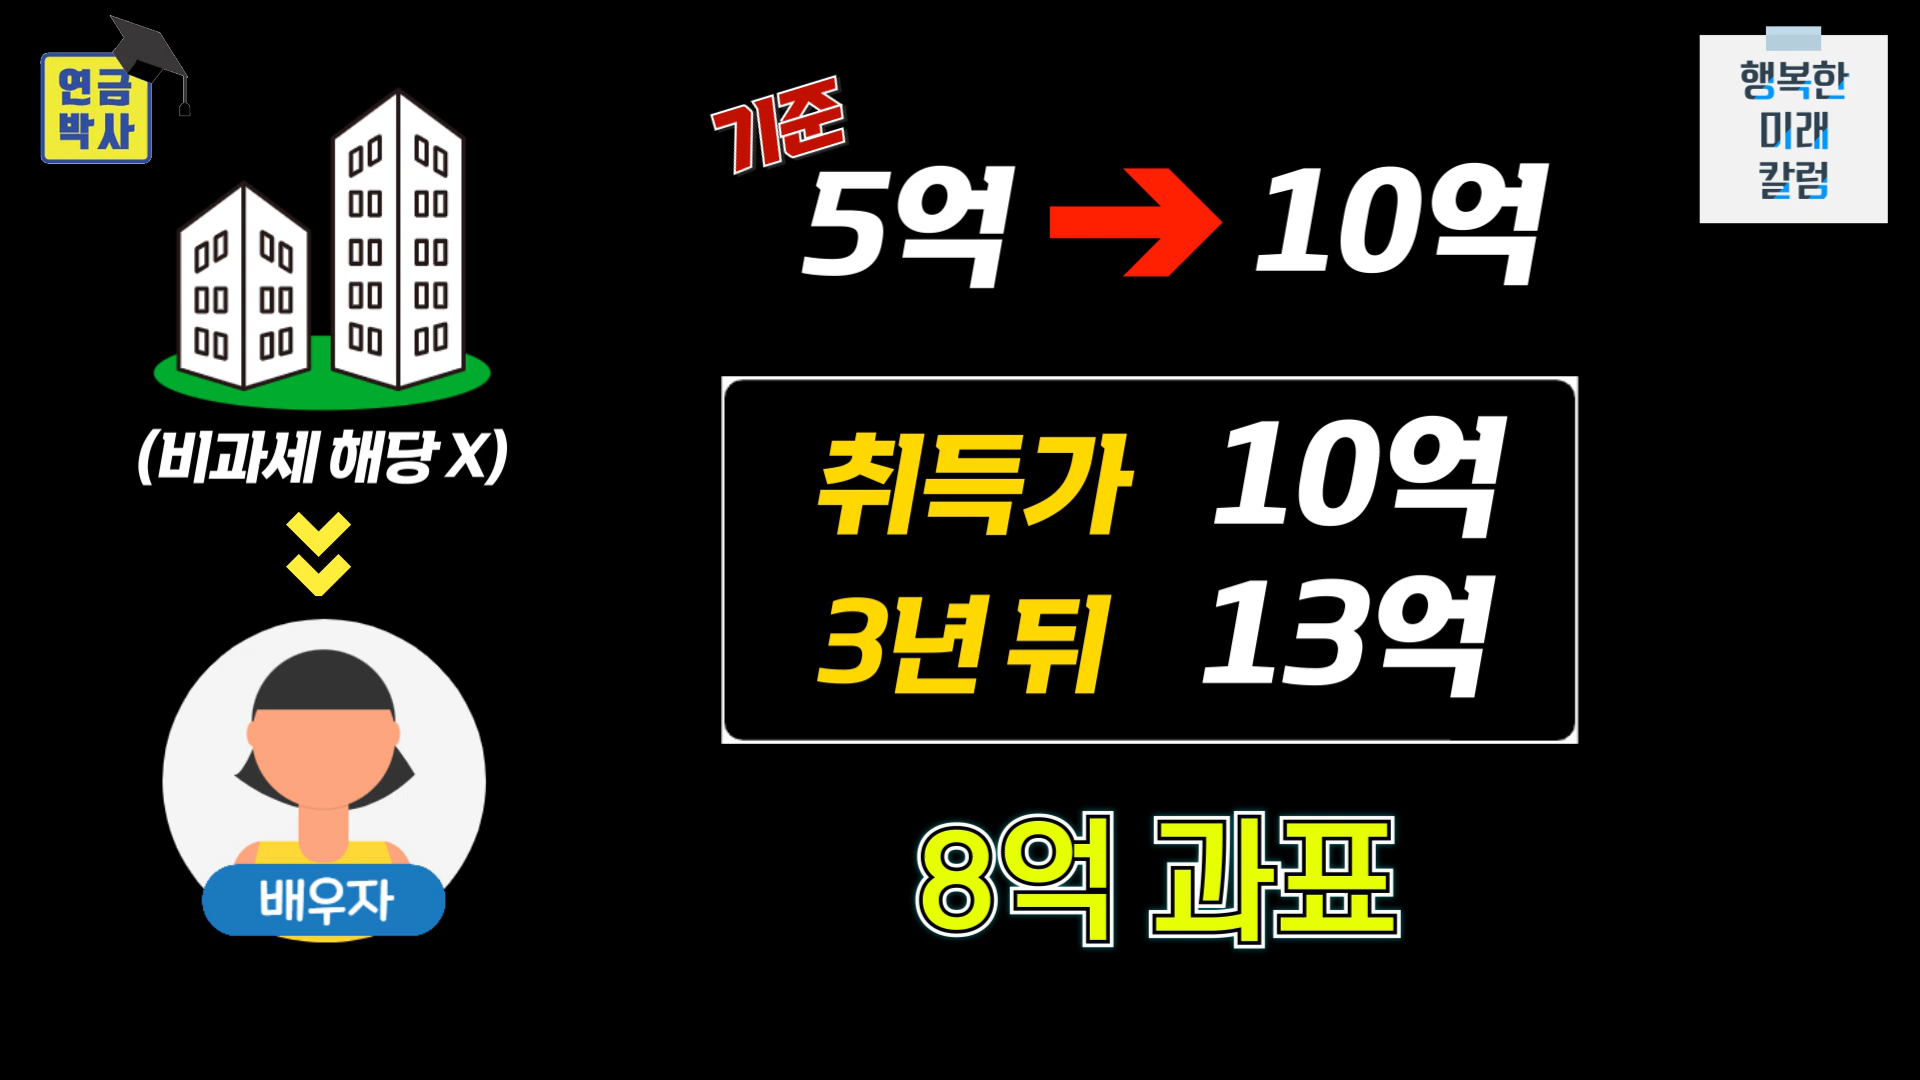 연금
박사
행복한
미래
칼럼
기준
5억 10억
(비과세 해당 X)
취득가 10억
3년 뒤 13억
배우자
8억 과표